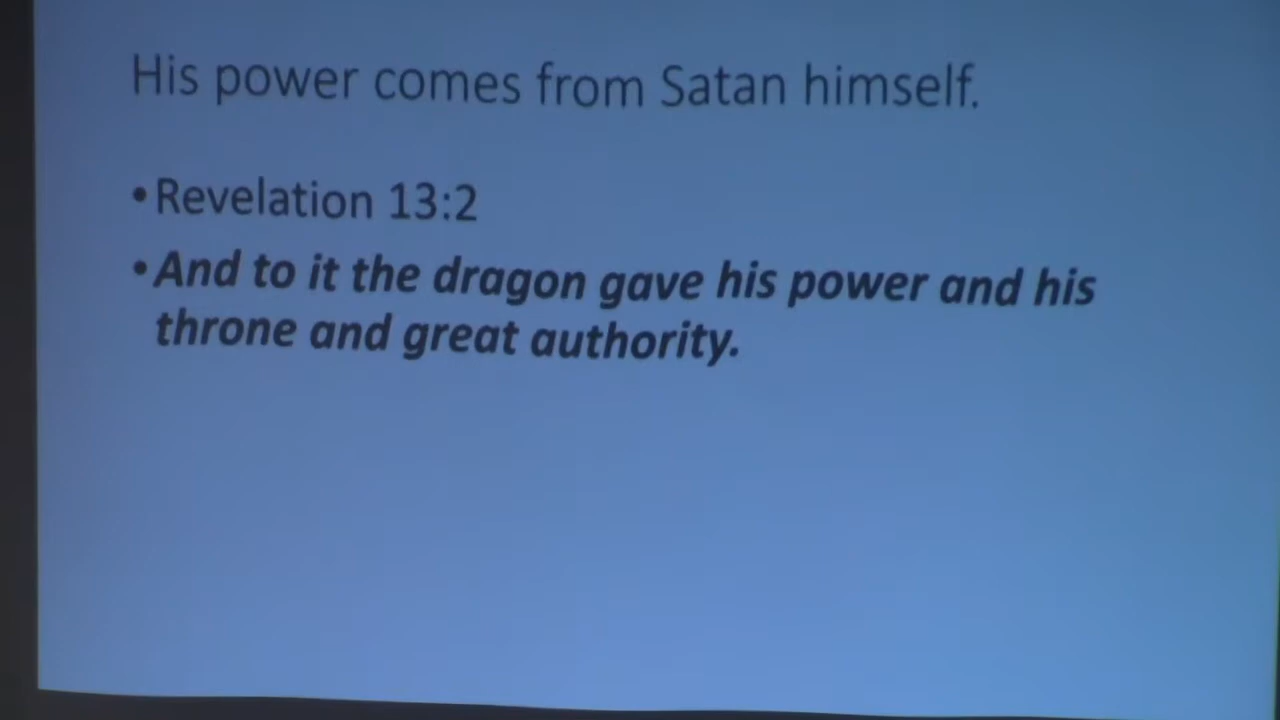 His power comes from Satan himself.
•Revelation 13:2
•And to it the dragon gave his power and his
throne and great authority.